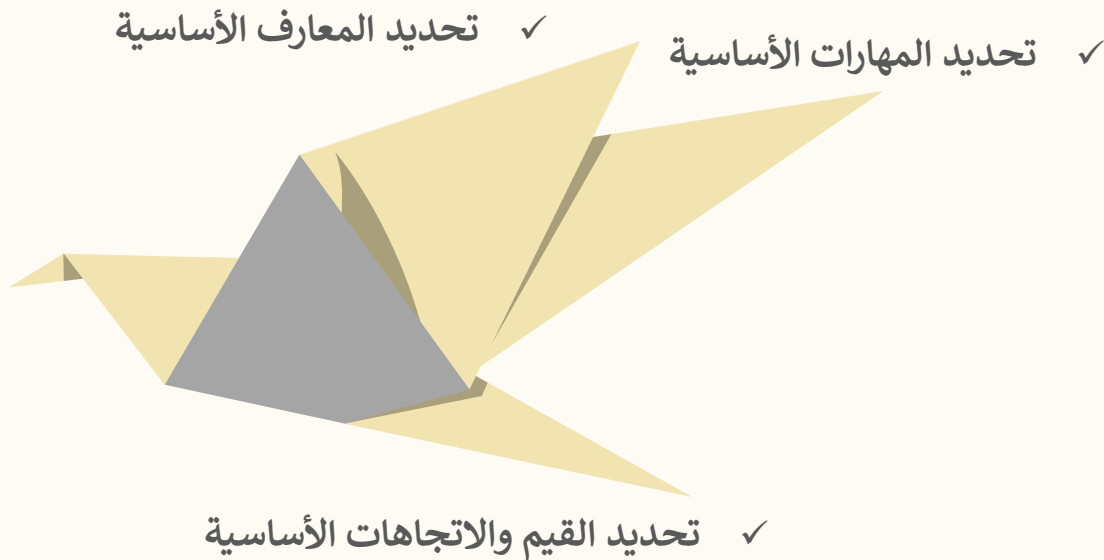 ✓ تحديد المعارف الأساسية
✓ تحديد المهارات الأساسية
✓ تحديد القيم والاتجاهات الأساسية